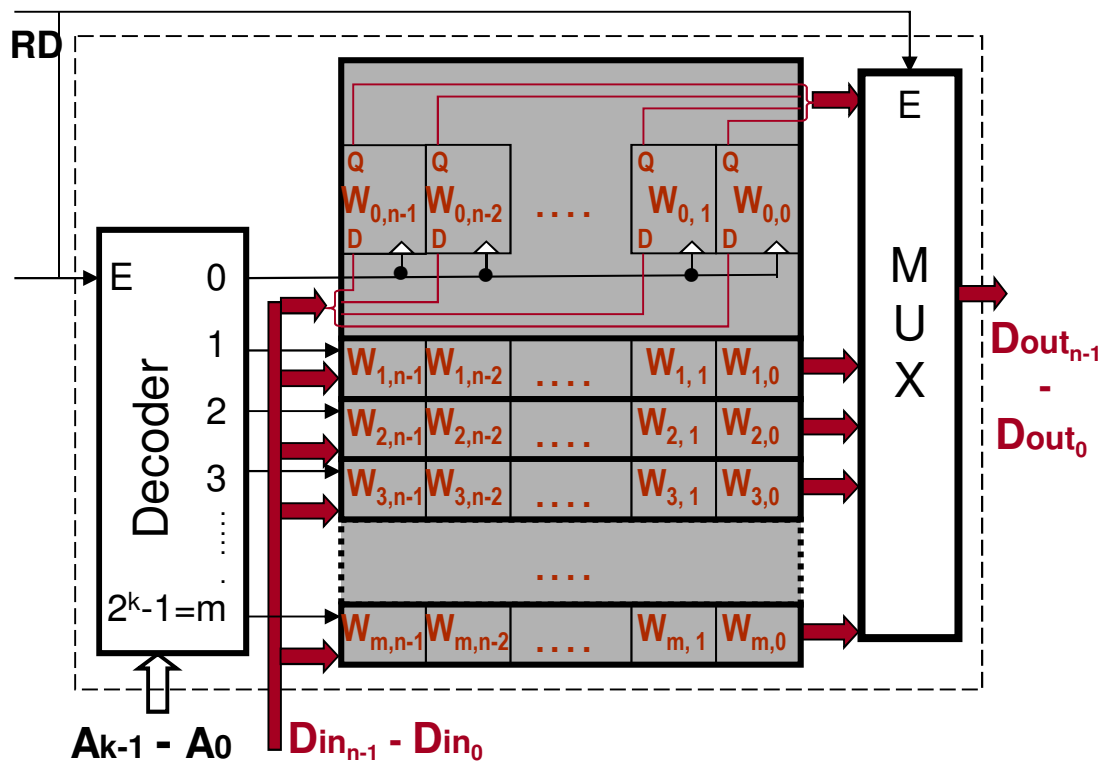 RD
E
Q Q Q Q
W0,n-1 W0,n-2 .... W0, 1 W0,0
D D D D
E 0
M
U
X
Decoder
1
2
3
......
.
2k-1=m
W1,n-1 W1,n-2 .... W1, 1 W1,0
W2,n-1 W2,n-2 .... W2, 1 W2,0
W3,n-1 W3,n-2 .... W3, 1 W3,0
....
Wm,n-1 Wm,n-2 .... Wm, 1 Wm,0
Doutn-1
-
Dout0
Ak-1 - A0
Dinn-1 - Din0